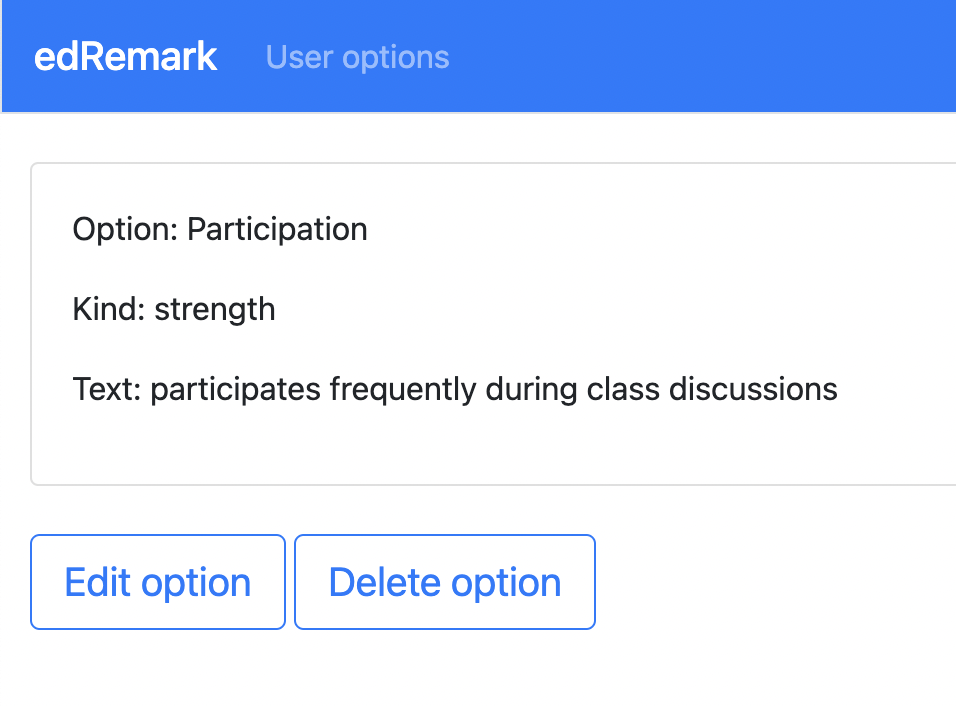 edRemark User options
Option: Participation
Kind: strength
Text: participates frequently during class discussions
Edit option Delete option